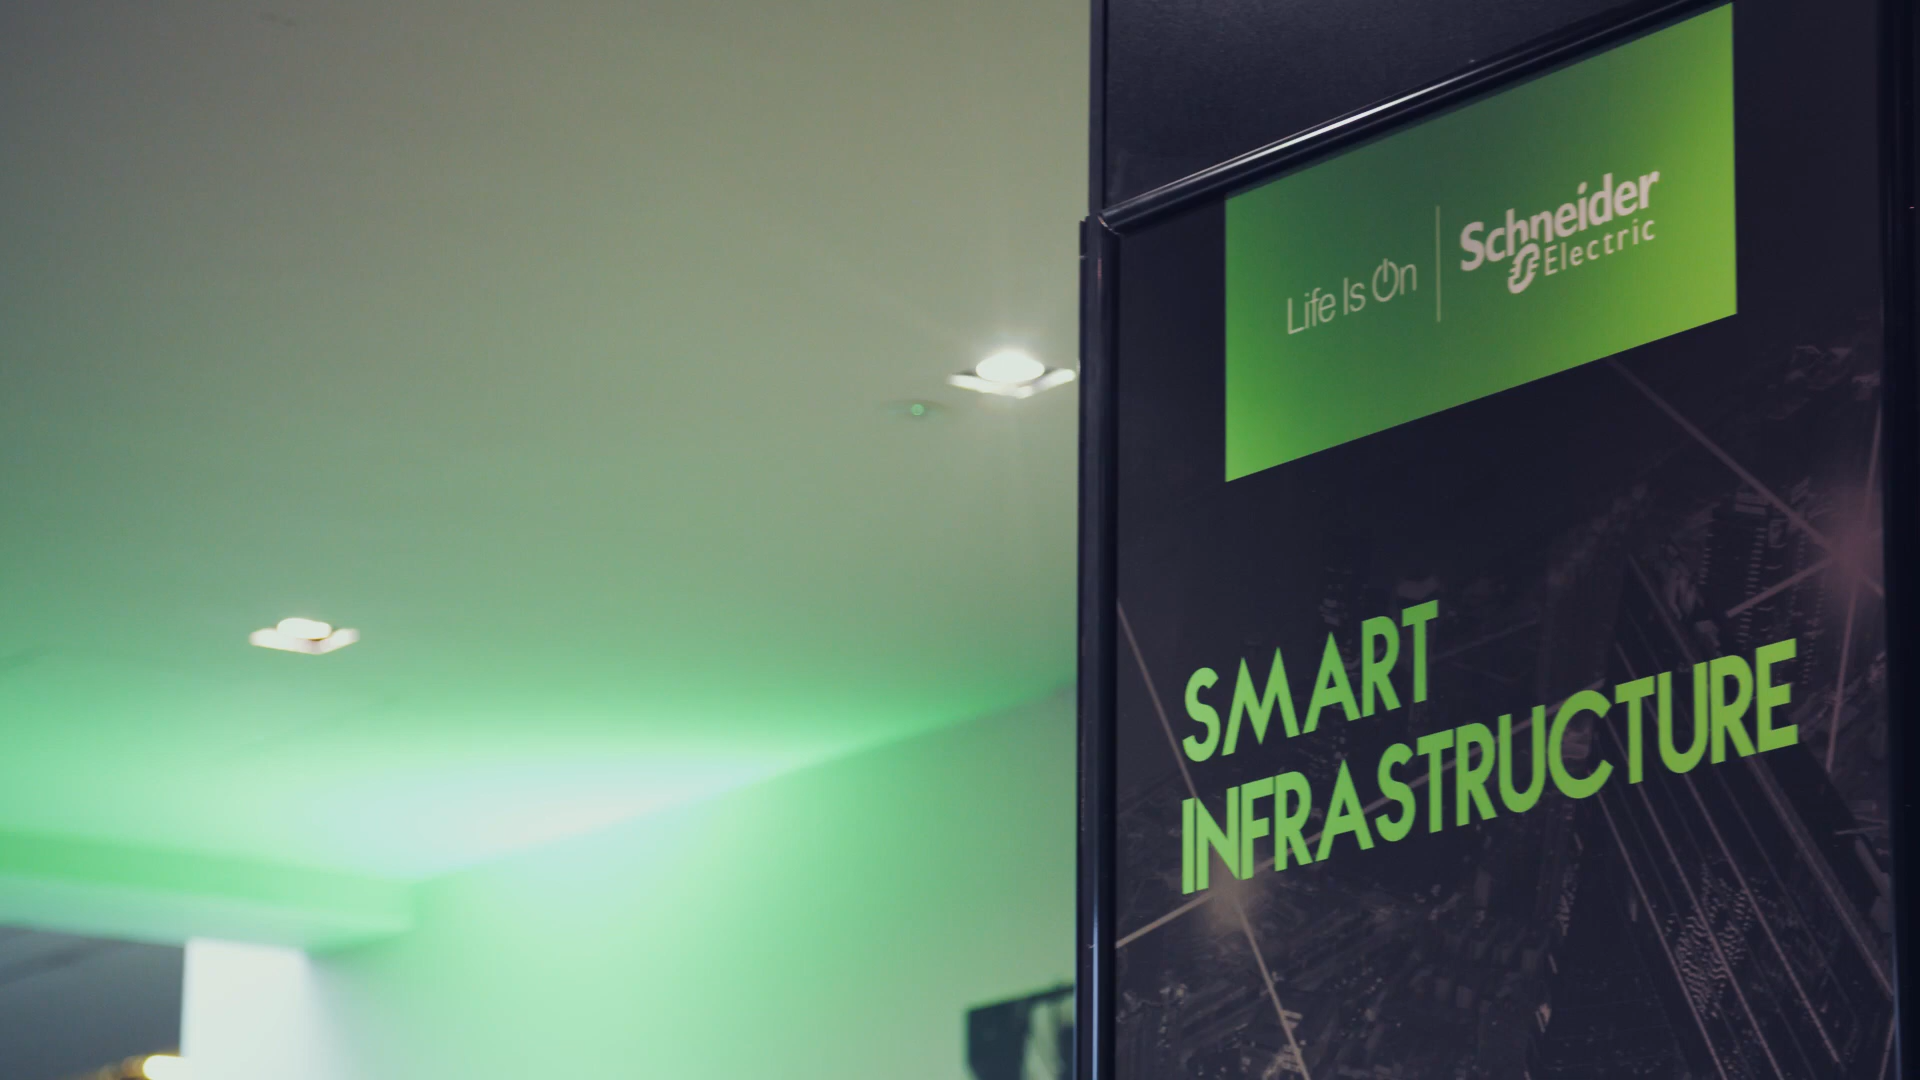 Life Is On
Schneider
Electric
SMART
INFRASTRUCTURE